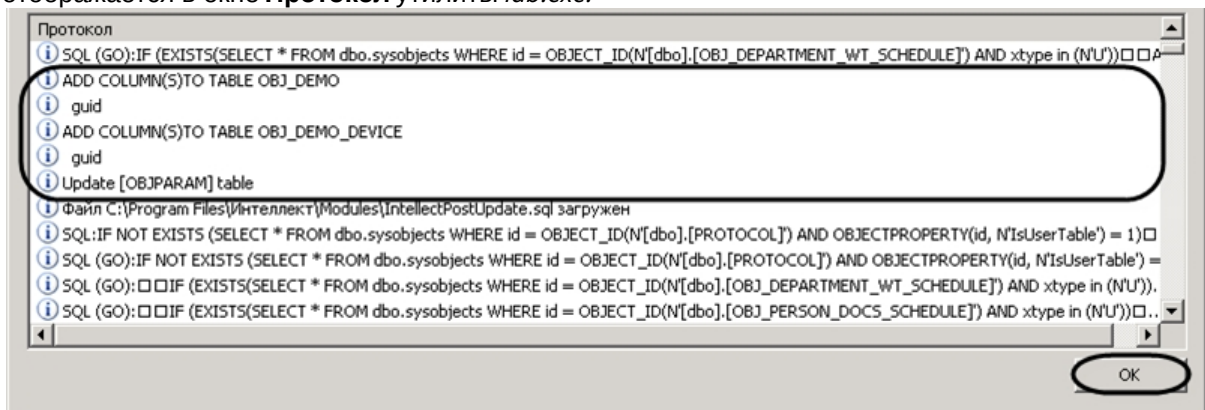 отображается в окне Протокол утилиты idb.exe.
Протокол
SQL (GO):IF (EXISTS(SELECT * FROM dbo.sysobjects WHERE id = OBJECT_ID(N'[dbo].[OBJ_DEPARTMENT_WT_SCHEDULE]') AND xtype in (N'U'))□□A
ADD COLUMN(S)TO TABLE OBJ_DEMO
guid
ADD COLUMN(S)TO TABLE OBJ_DEMO_DEVICE
guid
Update [OBJPARAM] table
Файл C:\Program Files\Интеллект\Modules\IntellectPostUpdate.sql загружен
SQL:IF NOT EXISTS (SELECT * FROM dbo.sysobjects WHERE id = OBJECT_ID(N'[dbo].[PROTOCOL]') AND OBJECTPROPERTY(id, N'IsUserTable') = 1)□
SQL (GO):IF NOT EXISTS (SELECT * FROM dbo.sysobjects WHERE id = OBJECT_ID(N'[dbo].[PROTOCOL]') AND OBJECTPROPERTY(id, N'IsUserTable') =
SQL (GO):□□IF (EXISTS(SELECT * FROM dbo.sysobjects WHERE id = OBJECT_ID(N'[dbo].[OBJ_DEPARTMENT_WT_SCHEDULE]') AND xtype in (N'U')).
SQL (GO):□□IF (EXISTS(SELECT * FROM dbo.sysobjects WHERE id = OBJECT_ID(N'[dbo].[OBJ_PERSON_DOCS_SCHEDULE]') AND xtype in (N'U'))□..
OK